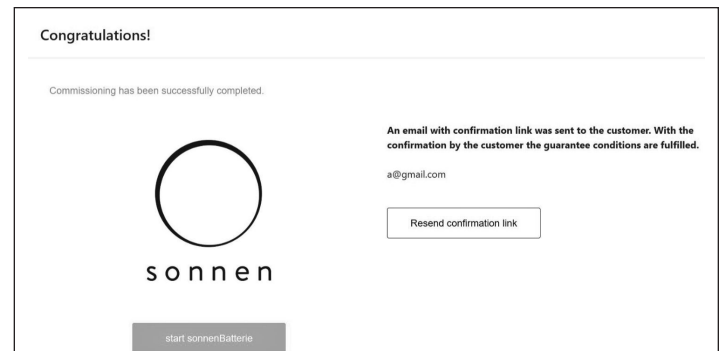 Congratulations!
Commissioning has been successfully completed.
An email with confirmation link was sent to the customer. With the
confirmation by the customer the guarantee conditions are fulfilled.
a@gmail.com
Resend confirmation link
sonnen
start sonnenBatterie